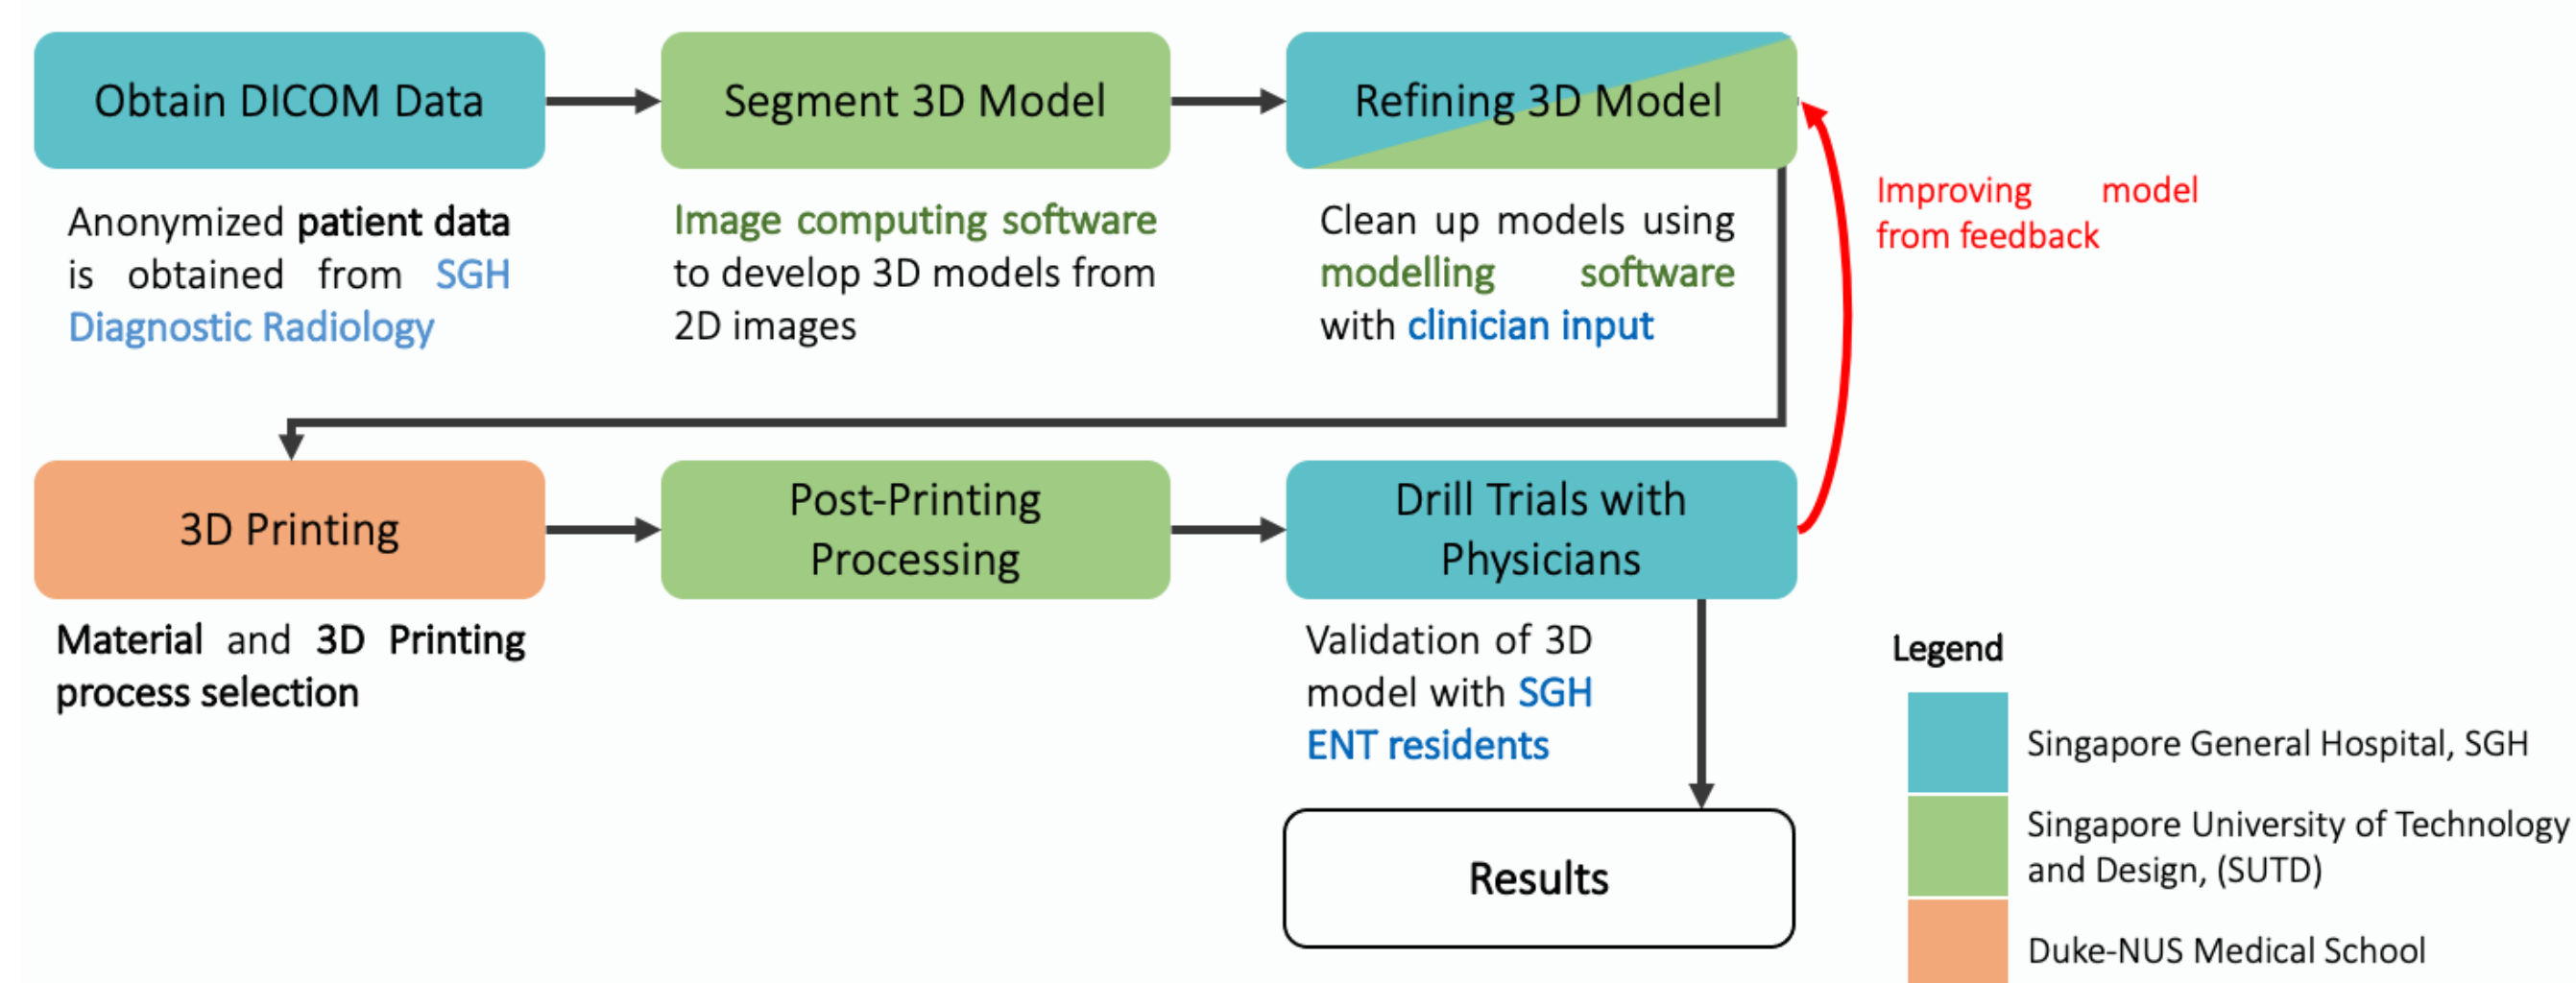 Obtain DICOM Data
Segment 3D Model
Refining 3D Model
Anonymized patient data
is obtained from SGH
Diagnostic Radiology
Image computing software
to develop 3D models from
2D images
Clean up models using
modelling software
with clinician input
Improving model
from feedback
3D Printing
Post-Printing
Processing
Drill Trials with
Physicians
Material and 3D Printing
process selection
Validation of 3D
model with SGH
ENT residents
Results
Legend
Singapore General Hospital, SGH
Singapore University of Technology
and Design, (SUTD)
Duke-NUS Medical School